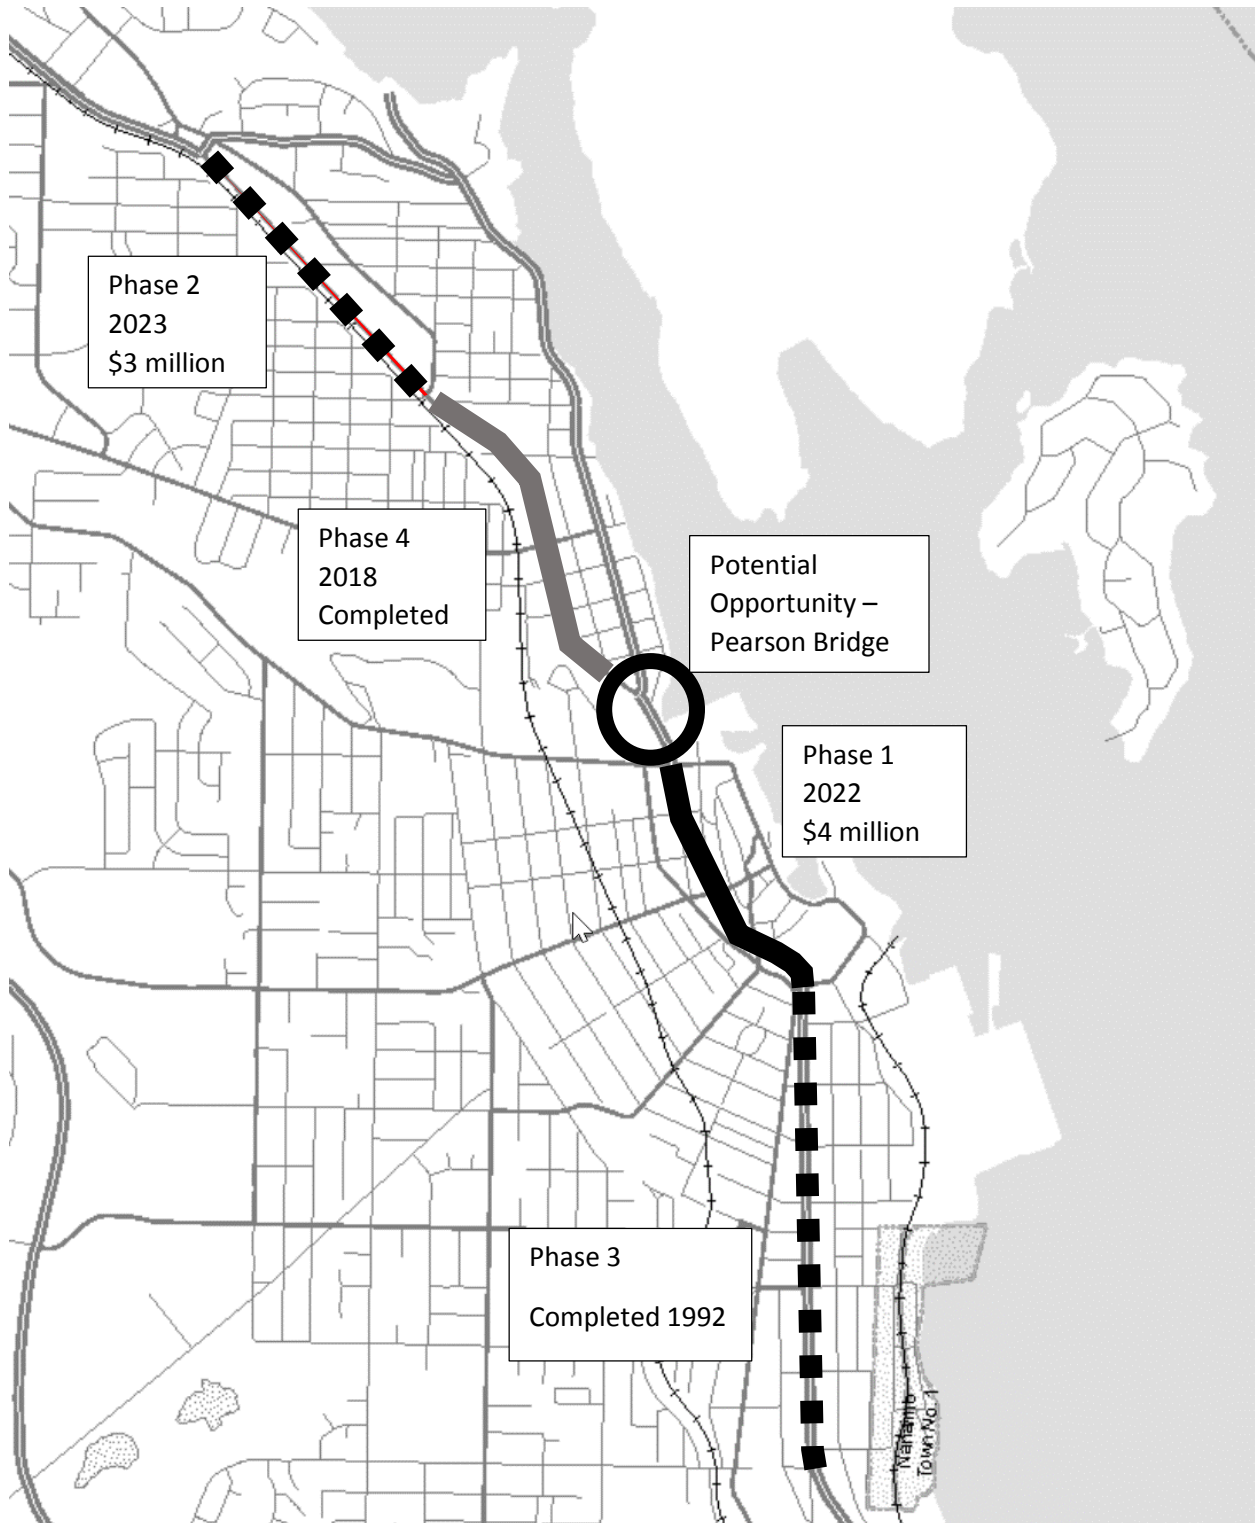 Phase 2
2023
$3 million
Phase 4
2018
Completed
Potential
Opportunity –
Pearson Bridge
Phase 1
2022
$4 million
Phase 3
Completed 1992
Nanaimo
Town No. 1